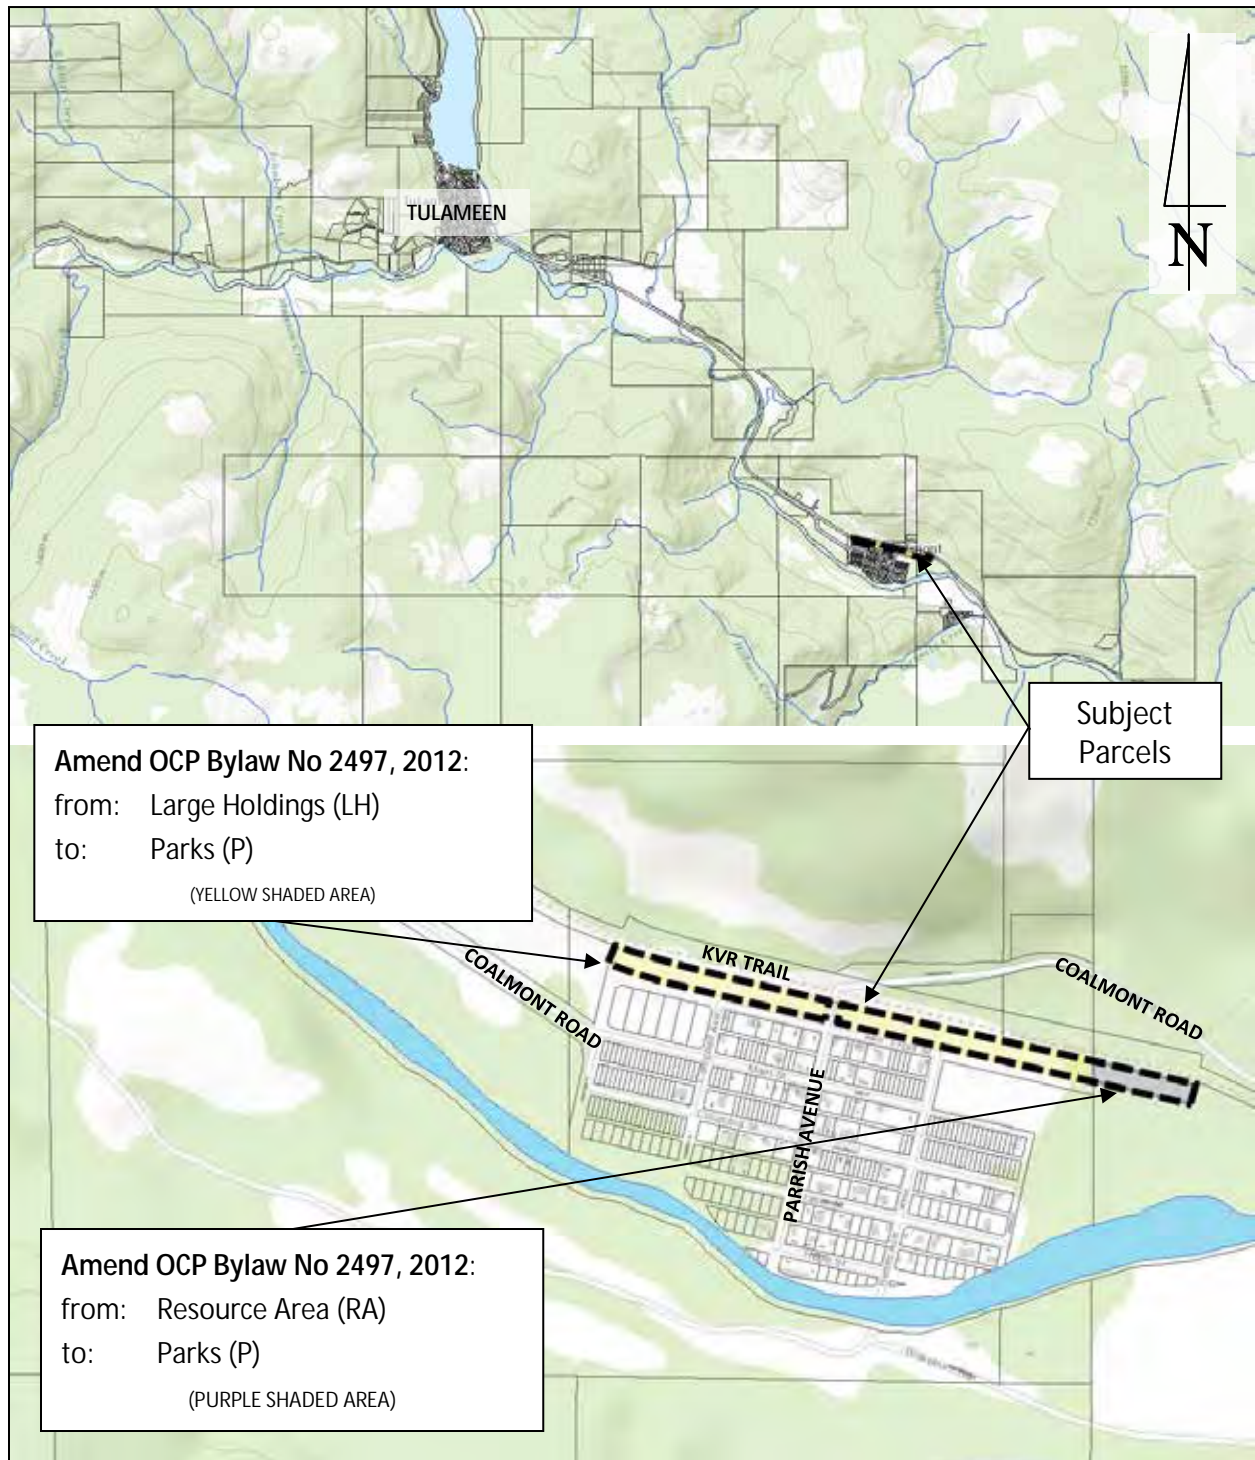 TULAMEEN
N
Subject
Parcels
Amend OCP Bylaw No 2497, 2012:
from: Large Holdings (LH)
to: Parks (P)
(YELLOW SHADED AREA)
KVR TRAIL
COALMONT ROAD
COALMONT ROAD
PARRISH AVENUE
Amend OCP Bylaw No 2497, 2012:
from: Resource Area (RA)
to: Parks (P)
(PURPLE SHADED AREA)